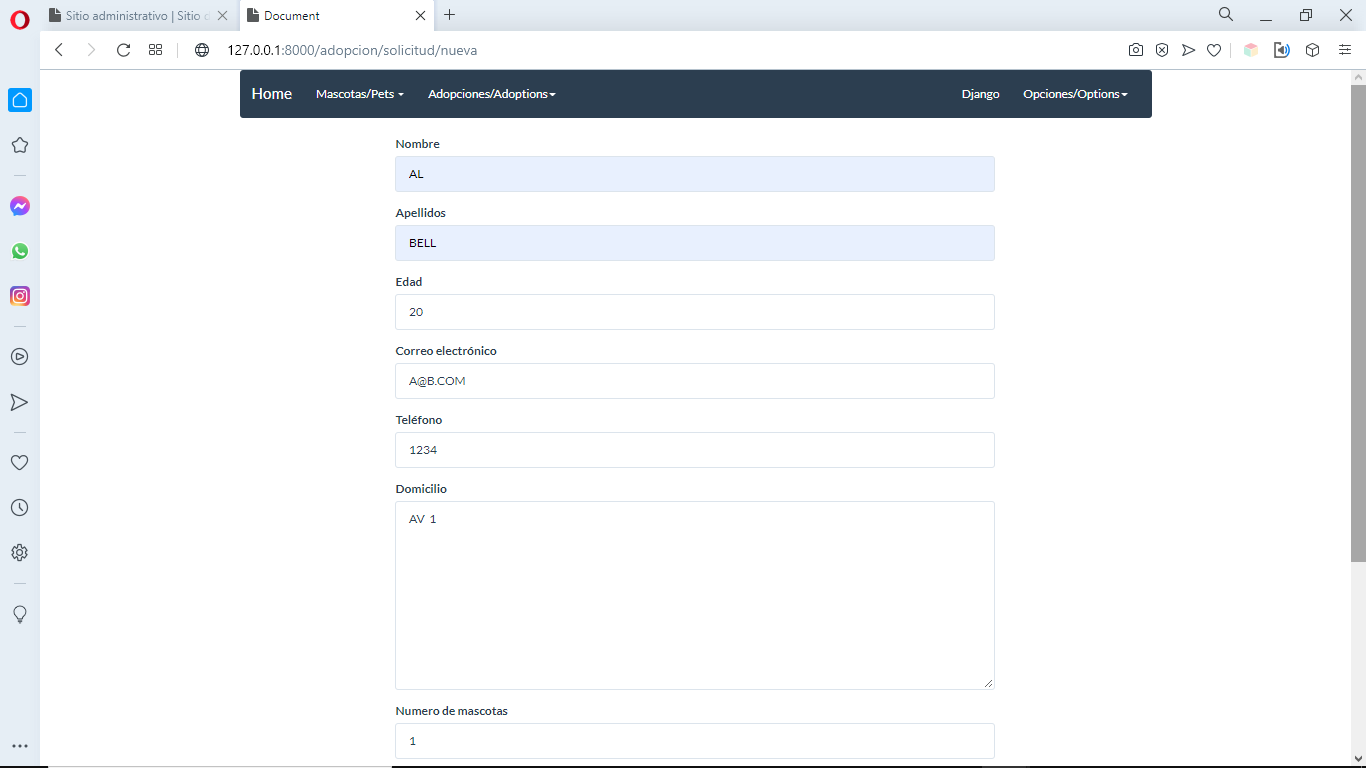 Sitio administrativo | Sitio
Document
127.0.0.1:8000/adopcion/solicitud/nueva
Home Mascotas/Pets Adopciones/Adoptions Django Opciones/Options
Nombre
AL
Apellidos
BELL
Edad
20
Correo electrónico
A@B.COM
Teléfono
1234
Domicilio
AV 1
Numero de mascotas
1